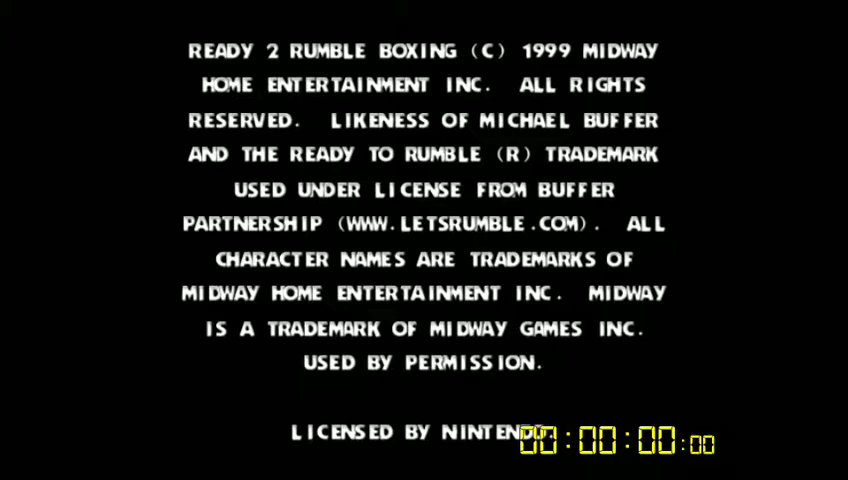 READY 2 RUMBLE BOXING (C) 1999 MIDWAY
HOME ENTERTAINMENT INC. ALL RIGHTS
RESERVED. LIKENESS OF MICHAEL BUFFER
AND THE READY TO RUMBLE (R) TRADEMARK
USED UNDER LICENSE FROM BUFFER
PARTNERSHIP (WWW.LETSRUMBLE.COM). ALL
CHARACTER NAMES ARE TRADEMARKS OF
MIDWAY HOME ENTERTAINMENT INC. MIDWAY
IS A TRADEMARK OF MIDWAY GAMES INC.
USED BY PERMISSION.
LICENSED BY NINTENDO.
00:00:00:00